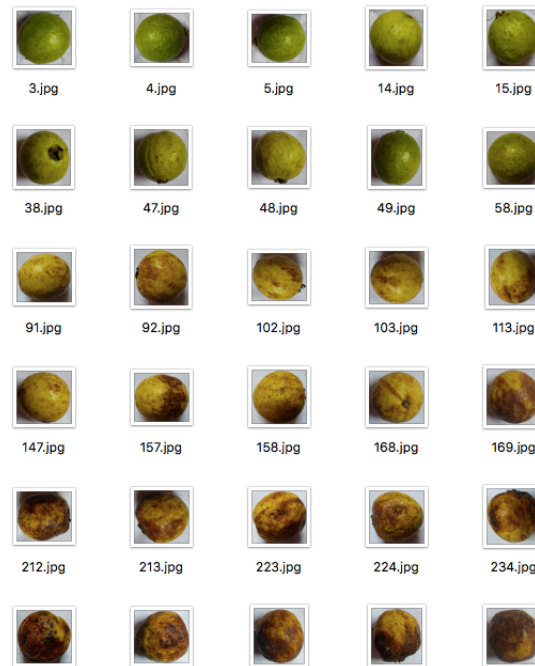 3.jpg 4.jpg 5.jpg 14.jpg 15.jpg
38.jpg 47.jpg 48.jpg 49.jpg 58.jpg
91.jpg 92.jpg 102.jpg 103.jpg 113.jpg
147.jpg 157.jpg 158.jpg 168.jpg 169.jpg
212.jpg 213.jpg 223.jpg 224.jpg 234.jpg